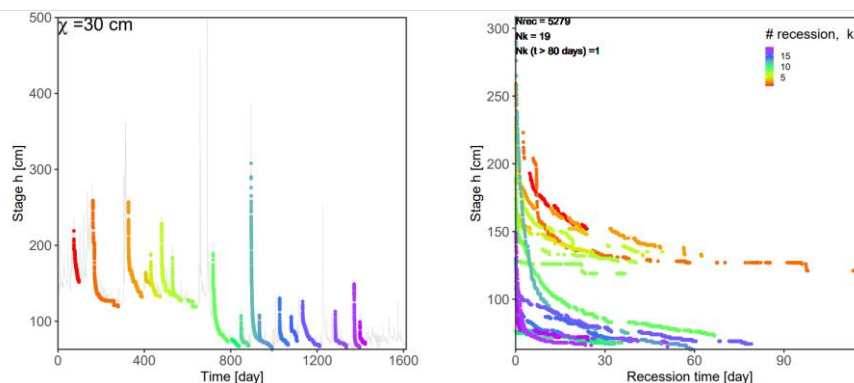 χ =30 cm
500
400
300
200
100
Stage h [cm]
0
400
800
1200
1600
Time [day]
Nrec = 5279
Nk = 19
Nk (t > 80 days) =1
# recession, k
15
10
5
300
250
200
150
100
Stage h [cm]
0
30
60
90
Recession time [day]